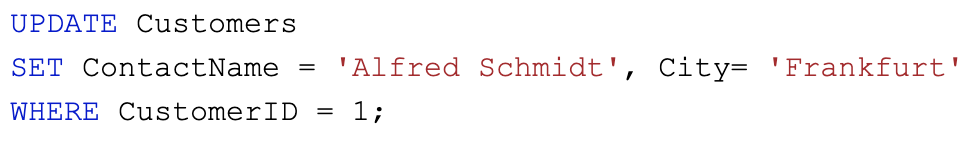 UPDATE Customers
SET ContactName = 'Alfred Schmidt', City= 'Frankfurt'
WHERE CustomerID = 1;